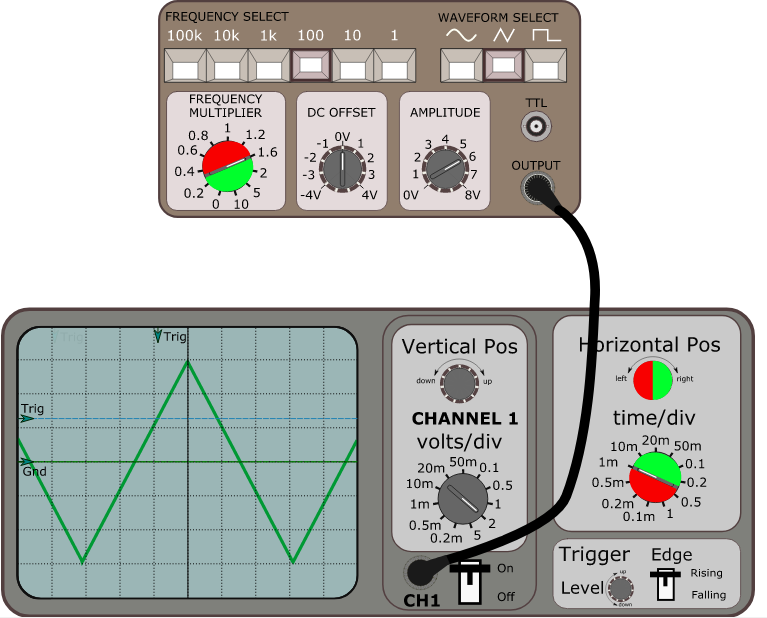 FREQUENCY SELECT
WAVEFORM SELECT
100k 10k 1k 100 10 1
FREQUENCY
MULTIPLIER
0 0.2 0.4 0.6 0.8 1 1.2 1.6 2 5 10
DC OFFSET
-4V -3 -2 -1 0V 1 2 3 4V
AMPLITUDE
0V 1 2 3 4 5 6 7 8V
TTL
OUTPUT
Trig
Trig
Trig
Gnd
Vertical Pos
down up
CHANNEL 1
volts/div
0.2m 0.5m 1m 10m 20m 50m 0.1 0.5 1 2 5
CH1
On
Off
Horizontal Pos
left right
time/div
0.1m 0.2m 0.5m 1m 10m 20m 50m 0.1 0.2 0.5 1
Trigger Edge
Level
up
down
Rising
Falling